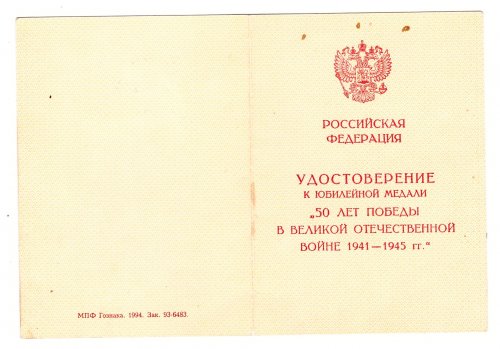 РОССИЙСКАЯ
ФЕДЕРАЦИЯ
УДОСТОВЕРЕНИЕ
К ЮБИЛЕЙНОЙ МЕДАЛИ
„50 ЛЕТ ПОБЕДЫ
В ВЕЛИКОЙ ОТЕЧЕСТВЕННОЙ
ВОЙНЕ 1941—1945 гг.“
МПФ Гознака. 1994. Зак. 93-6483.